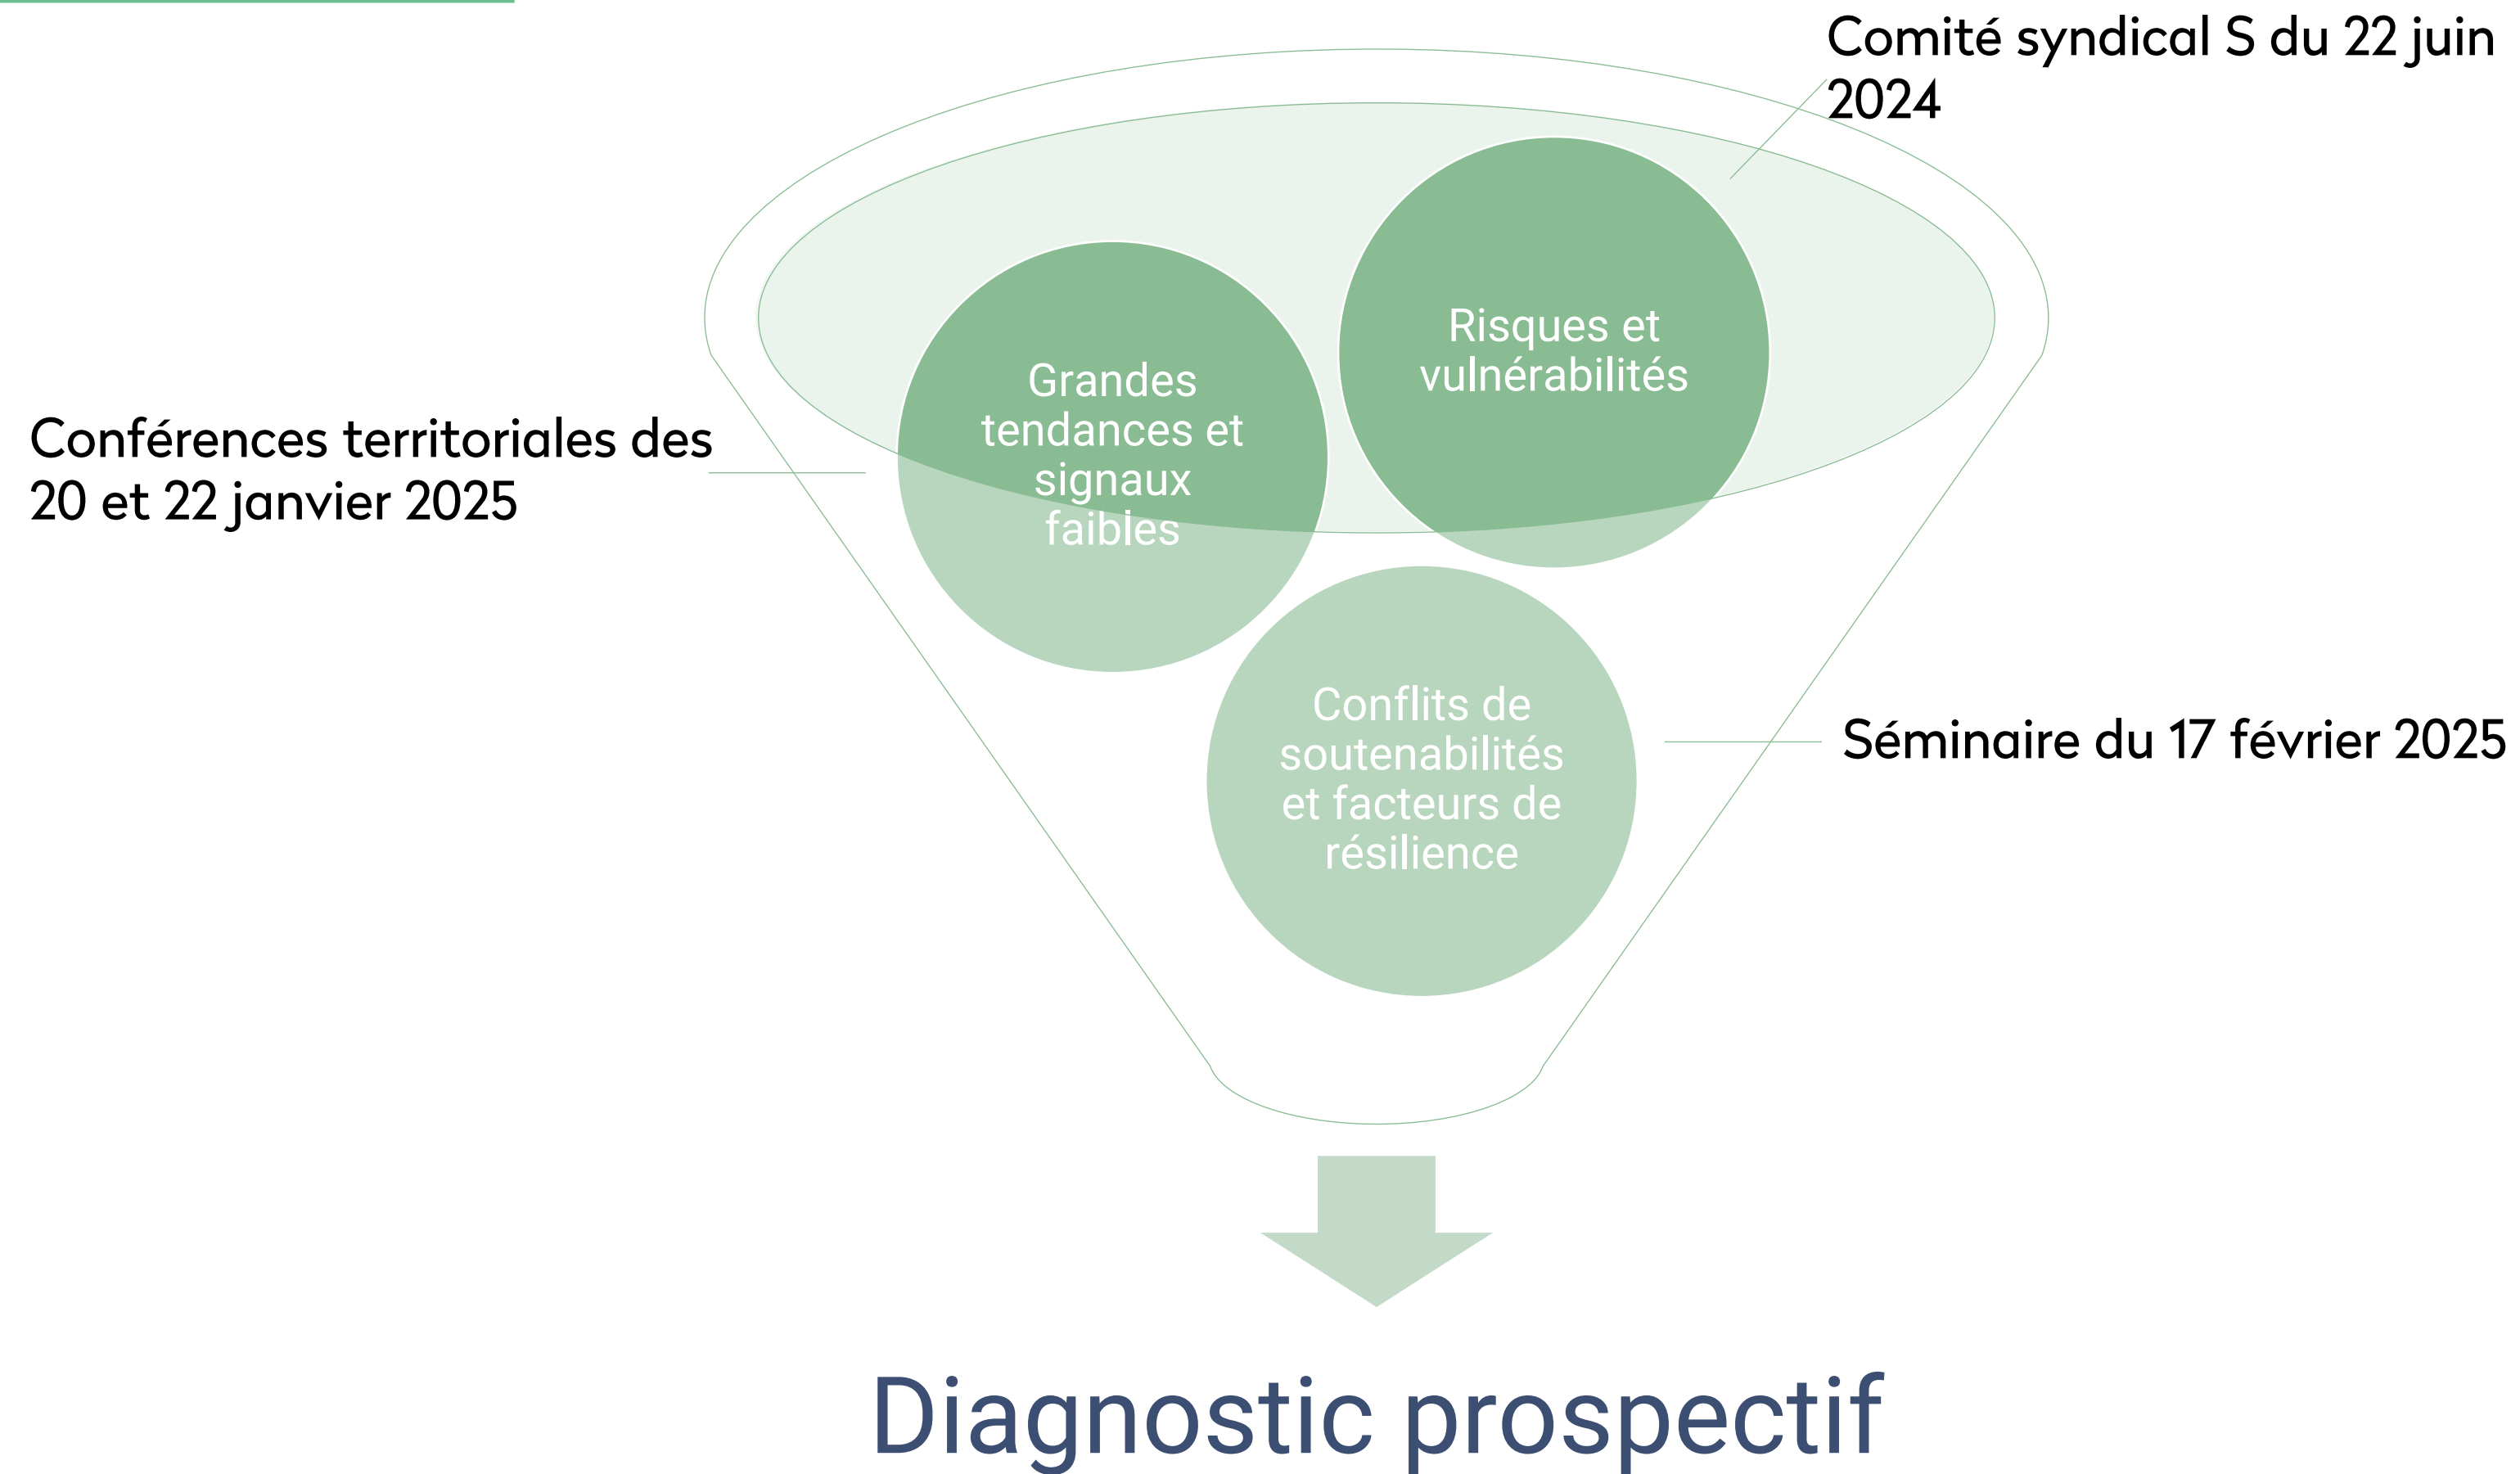 Comité syndical S du 22 juin
2024
Risques et
vulnérabilités
Grandes
tendances et
signaux
faibles
Conférences territoriales des
20 et 22 janvier 2025
Conflits de
soutenabilités
et facteurs de
résilience
Séminaire du 17 février 2025
Diagnostic prospectif